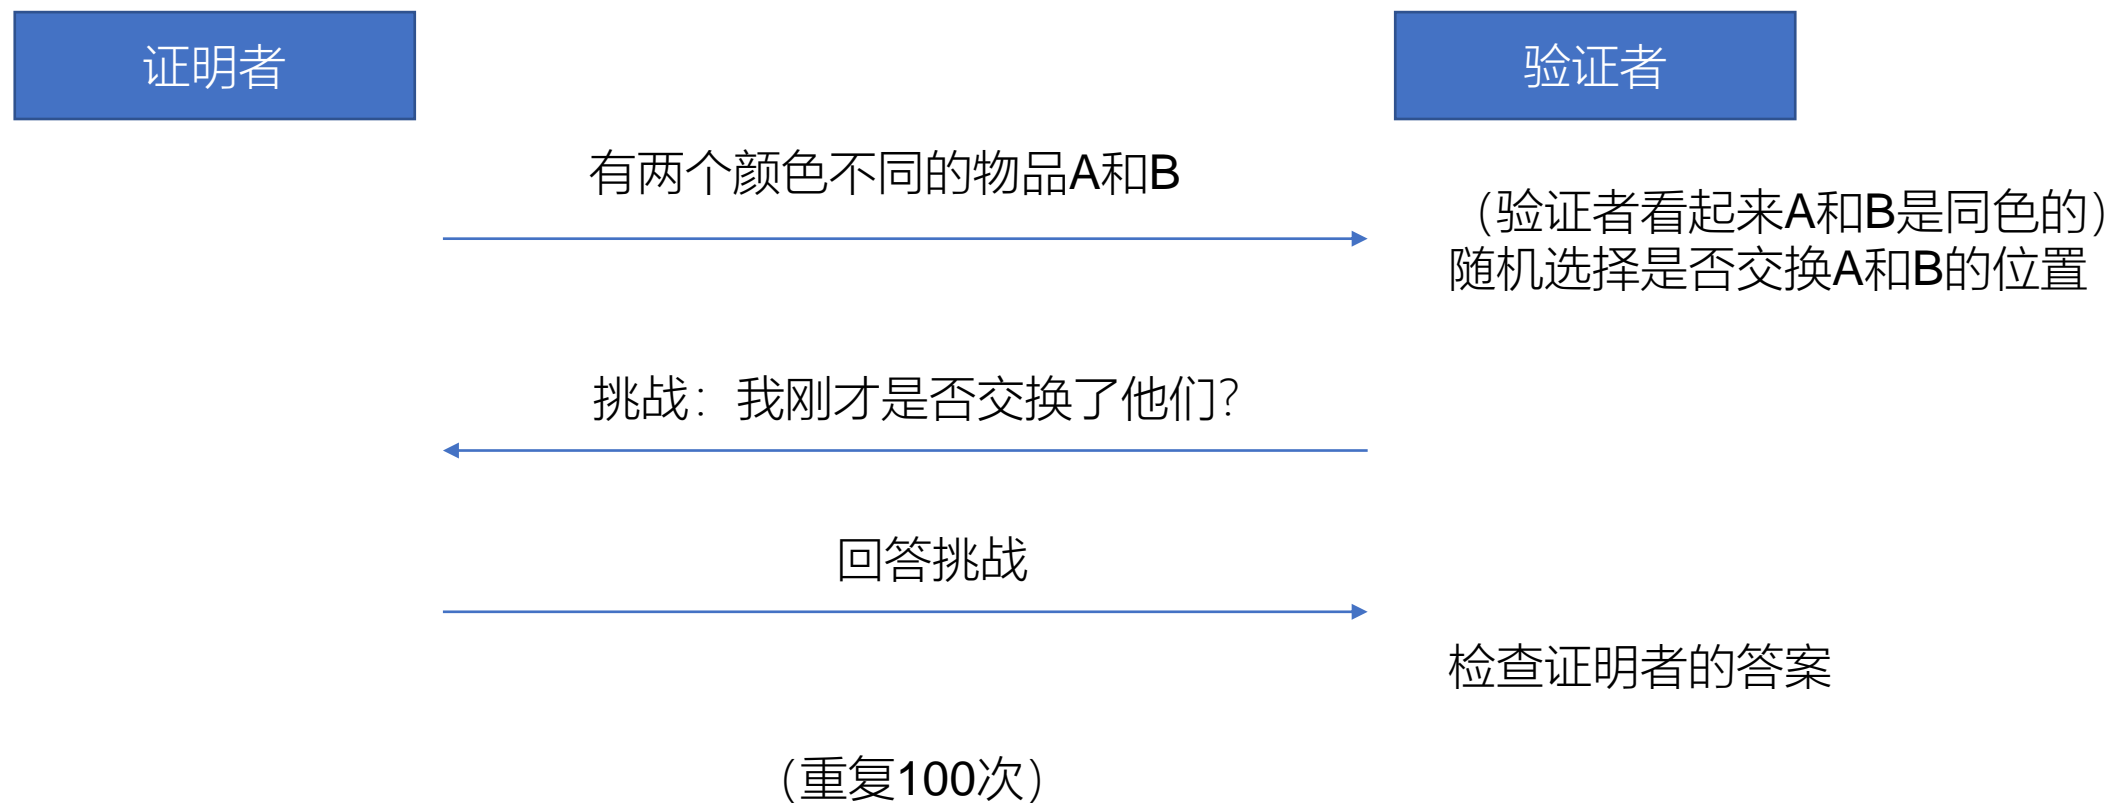 证明者
验证者
有两个颜色不同的物品A和B
（验证者看起来A和B是同色的）
随机选择是否交换A和B的位置
挑战：我刚才是否交换了他们？
回答挑战
检查证明者的答案
（重复100次）